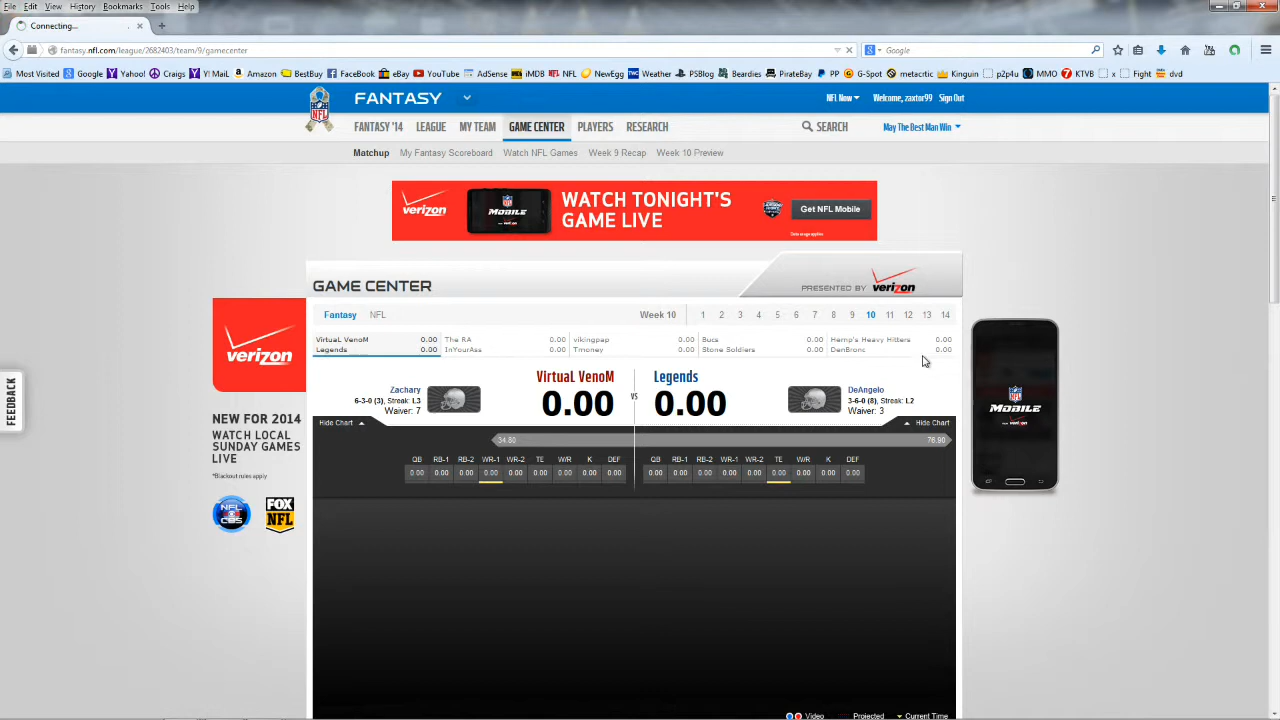 File Edit View History Bookmarks Tools Help
Connecting...
fantasy.nfl.com/league/2682403/team/9/gamecenter
Google
Most Visited Google Yahoo! Craigs Y! MAIL Amazon BestBuy FaceBook eBay YouTube AdSense iMDB NFL NewEgg Weather PSBlog Beardies PirateBay PP G-Spot metacritic Kinguin p2p4u MMO KTVB x Fight dvd
FANTASY
NFL Now Welcome, zaxtor99 Sign Out
FANTASY '14 LEAGUE MY TEAM GAME CENTER PLAYERS RESEARCH SEARCH May The Best Man Win
Matchup My Fantasy Scoreboard Watch NFL Games Week 9 Recap Week 10 Preview
verizon
MOBILE
WATCH TONIGHT'S
GAME LIVE
Get NFL Mobile
Data usage applies
GAME CENTER
PRESENTED BY verizon
Fantasy NFL Week 10 1 2 3 4 5 6 7 8 9 10 11 12 13 14
VirtuaL VenoM 0.00 The RA 0.00 vikingpap 0.00 Bucs 0.00 Hemp's Heavy Hitters 0.00
Legends 0.00 InYourAss 0.00 Tmoney 0.00 Stone Soldiers 0.00 DenBronc 0.00
verizon
NEW FOR 2014
WATCH LOCAL
SUNDAY GAMES
LIVE
*Blackout rules apply
NFL CBS
FOX NFL
FEEDBACK
Zachary
6-3-0 (3), Streak: L3
Waiver: 7
VirtuaL VenoM
0.00
vs
Legends
0.00
DeAngelo
3-6-0 (8), Streak: L2
Waiver: 3
NFL
MOBILE
verizon
Hide Chart Hide Chart
34.80 76.90
QB RB-1 RB-2 WR-1 WR-2 TE W/R K DEF QB RB-1 RB-2 WR-1 WR-2 TE W/R K DEF
0.00 0.00 0.00 0.00 0.00 0.00 0.00 0.00 0.00 0.00 0.00 0.00 0.00 0.00 0.00 0.00 0.00 0.00
Video Projected Current Time